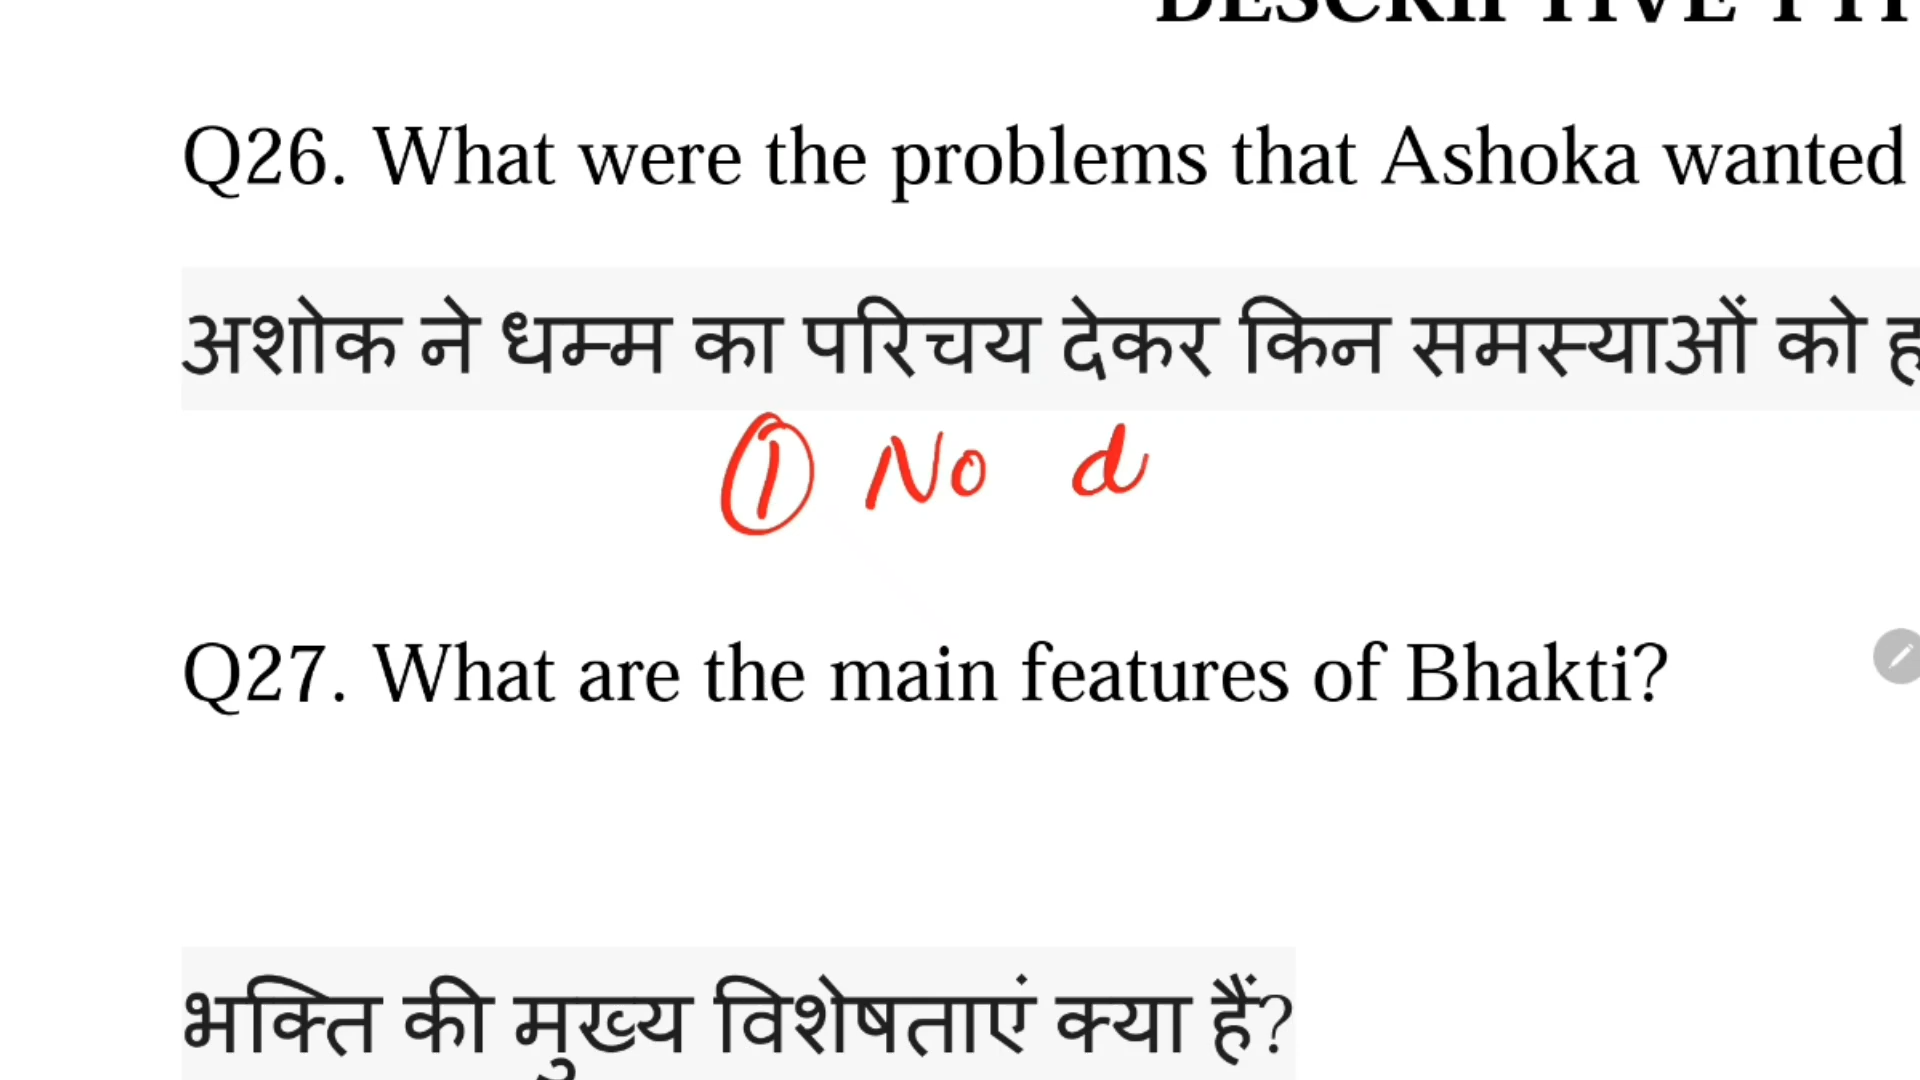 Q26. What were the problems that Ashoka wanted
अशोक ने धम्म का परिचय देकर किन समस्याओं को
① No d
Q27. What are the main features of Bhakti?
भक्ति की मुख्य विशेषताएं क्या हैं?